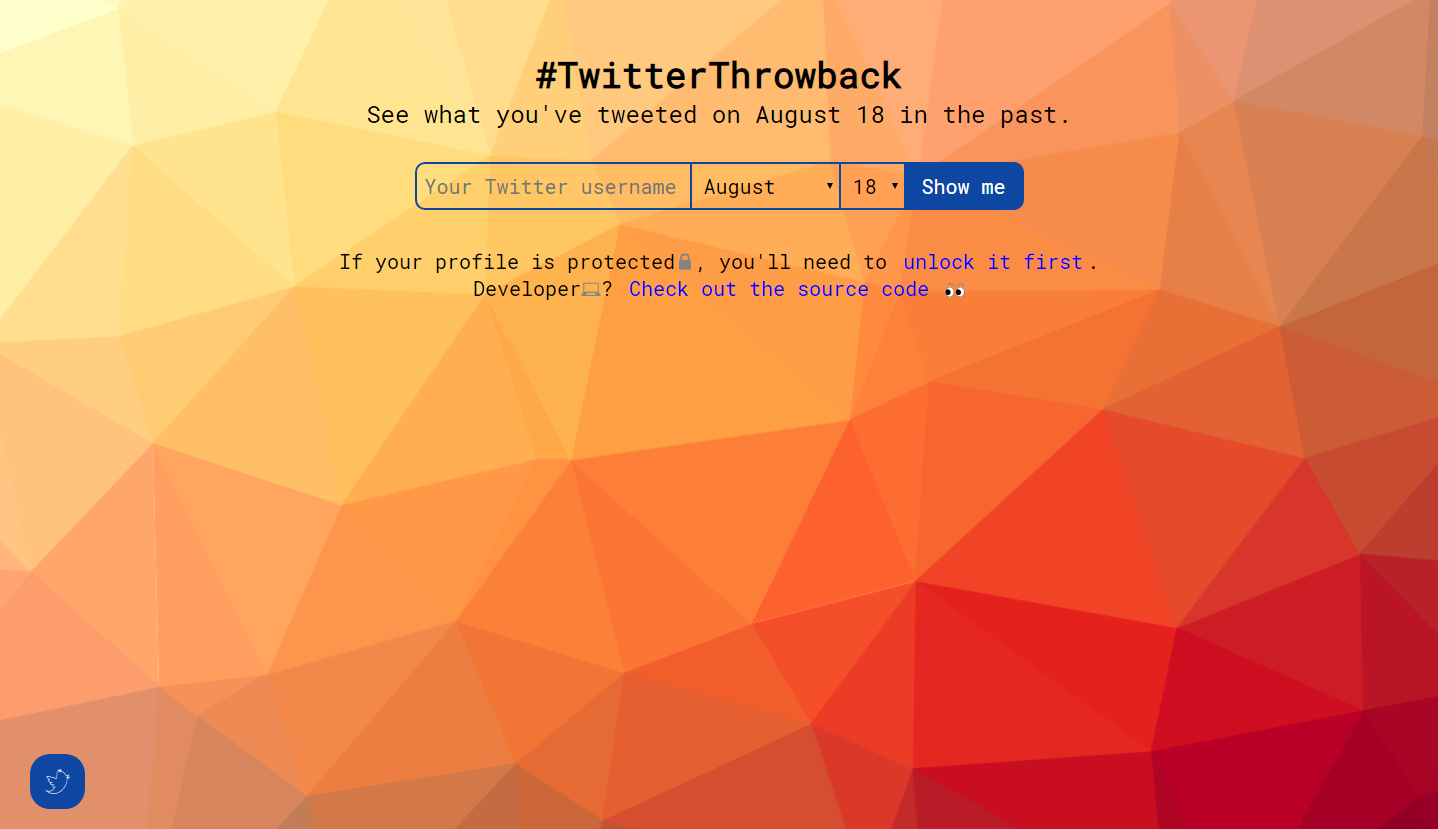 #TwitterThrowback
See what you've tweeted on August 18 in the past.
Your Twitter username August 18 Show me
If your profile is protected🔒, you'll need to unlock it first.
Developer💻? Check out the source code 👀